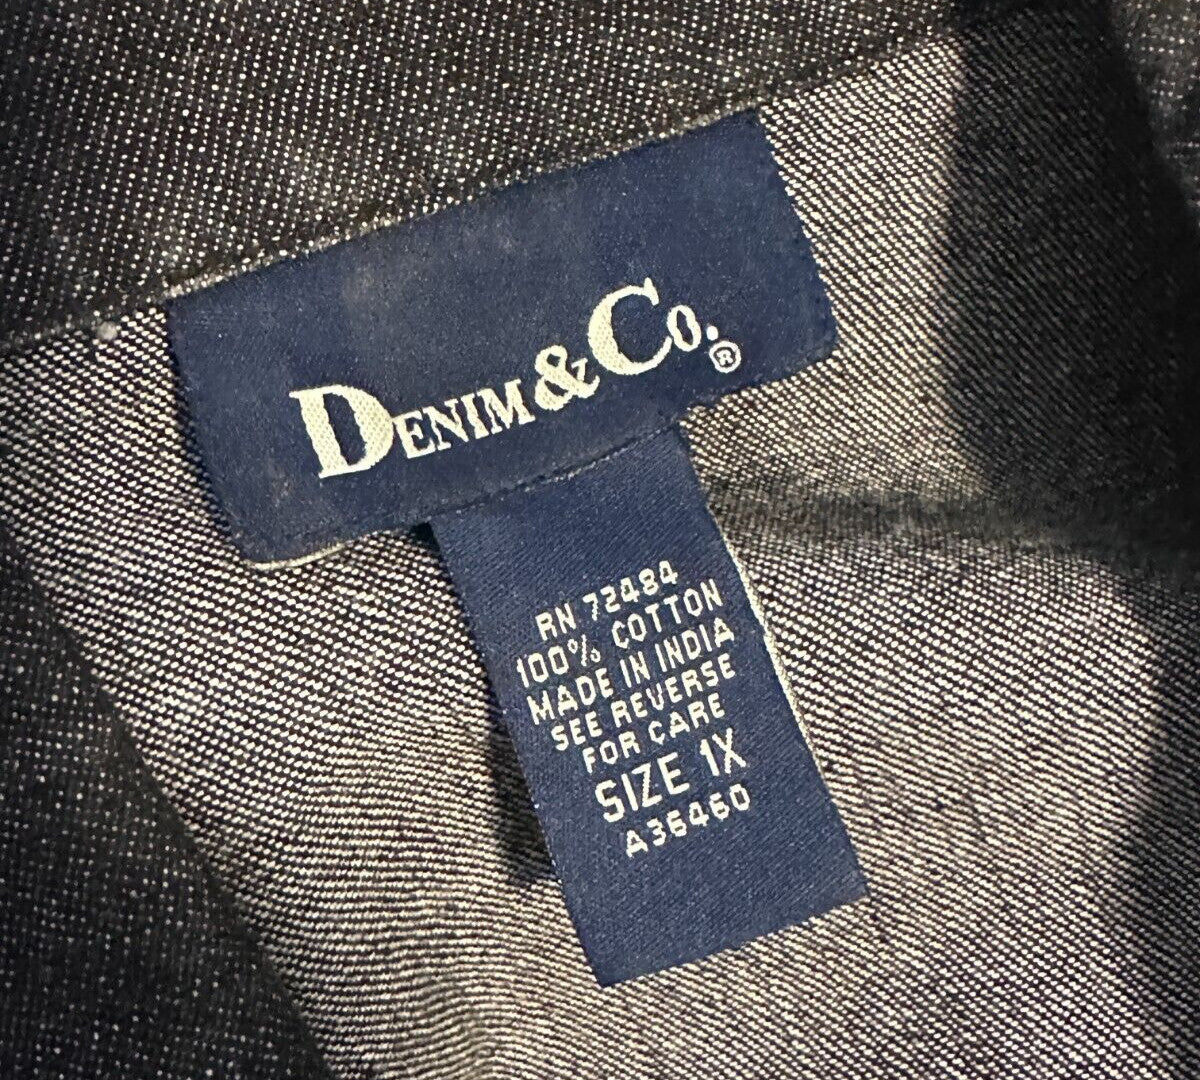 DENIM & CO. ®
RN 72484
100% COTTON
MADE IN INDIA
SEE REVERSE
FOR CARE
SIZE 1X
A36460